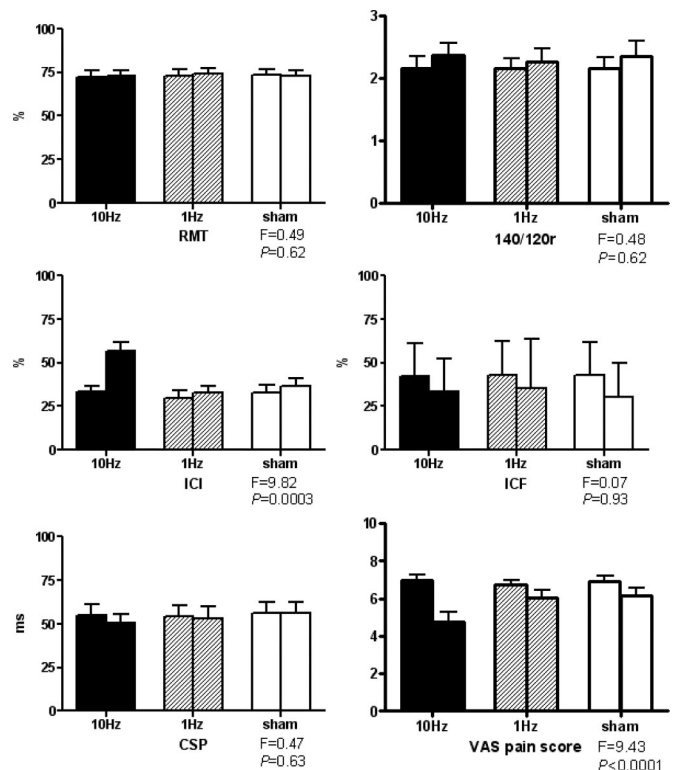 100
75
50
25
0
%
10Hz 1Hz sham
RMT
F=0.49
P=0.62
3
2
1
0
10Hz 1Hz sham
140/120r
F=0.48
P=0.62
100
75
50
25
0
%
10Hz 1Hz sham
ICI
F=9.82
P=0.0003
100
75
50
25
0
%
10Hz 1Hz sham
ICF
F=0.07
P=0.93
100
75
50
25
0
ms
10Hz 1Hz sham
CSP
F=0.47
P=0.63
10
8
6
4
2
0
10Hz 1Hz sham
VAS pain score
F=9.43
P<0.0001